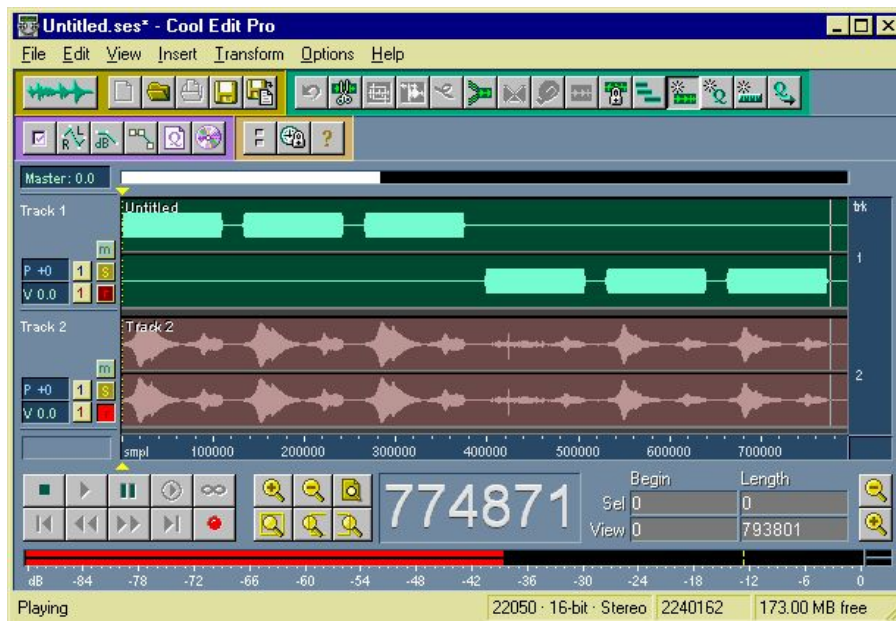 Untitled.ses* - Cool Edit Pro
File Edit View Insert Transform Options Help
R L dB F ?
Master: 0.0
Track 1 Untitled trk
m
P +0 1 S 1
V 0.0 1 r
Track 2 Track 2
m
P +0 1 S 2
V 0.0 1
smpl 100000 200000 300000 400000 500000 600000 700000
774871
Begin Length
Sel 0 0
View 0 793801
dB -84 -78 -72 -66 -60 -54 -48 -42 -36 -30 -24 -18 -12 -6 0
Playing 22050 · 16-bit · Stereo 2240162 173.00 MB free